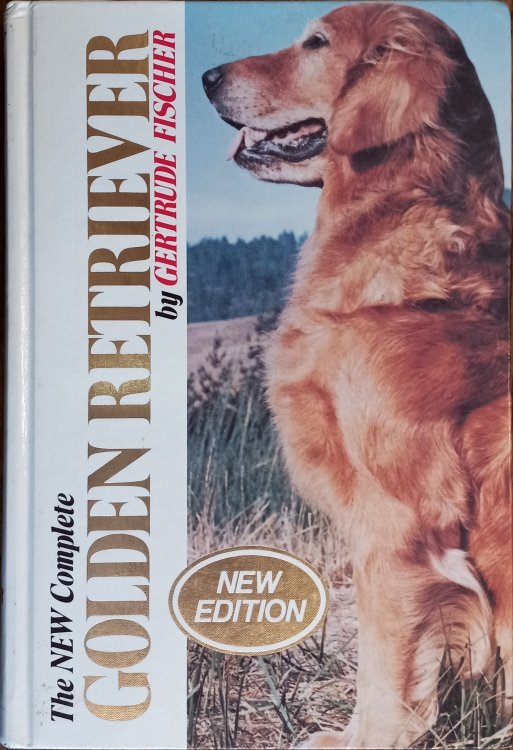 The NEW Complete
GOLDEN RETRIEVER
by GERTRUDE FISCHER
NEW
EDITION